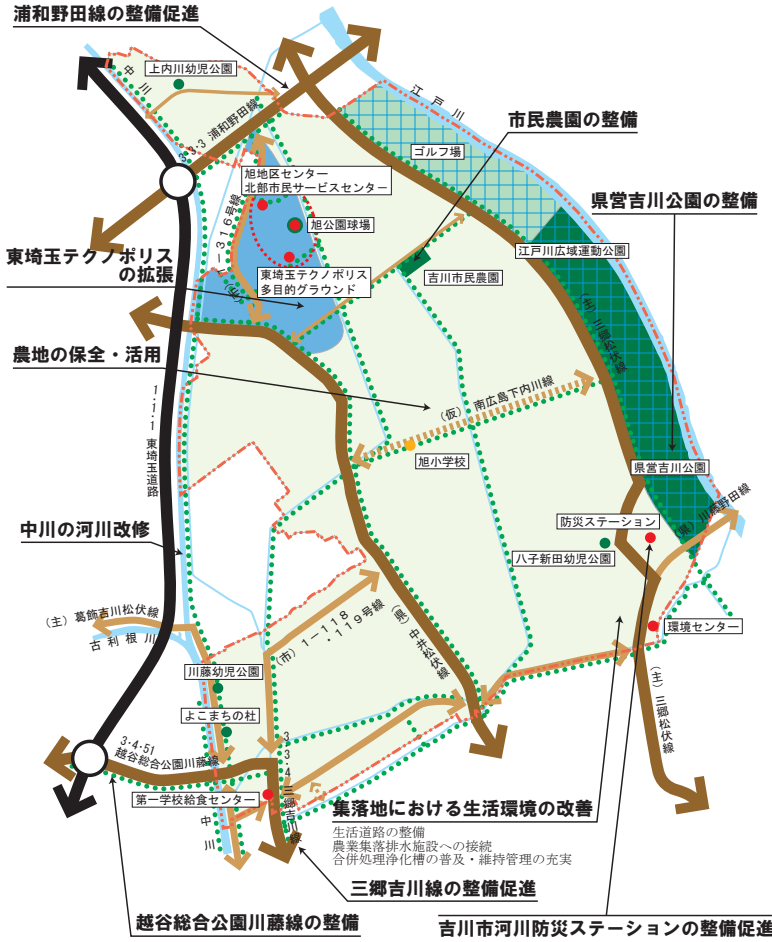 浦和野田線の整備促進
上内川幼児公園
中川
江戸川
3・3・3 浦和野田線
市民農園の整備
ゴルフ場
旭地区センター
北部市民サービスセンター
県営吉川公園の整備
旭公園球場
江戸川広域運動公園
東埼玉テクノポリス
の拡張
(市)1－316号線
東埼玉テクノポリス
多目的グラウンド
吉川市民農園
(主)三郷松伏線
農地の保全・活用
1・1・1 東埼玉道路
(仮) 南広島下内川線
旭小学校
県営吉川公園
中川の河川改修
防災ステーション
(県)川藤野田線
八子新田幼児公園
(主)葛飾吉川松伏線
古利根川
(市)1－118
・119号線
(県)中井松伏線
環境センター
川藤幼児公園
よこまちの杜
(主)三郷松伏線
3・4・51
越谷総合公園川藤線
3・3・4 三郷吉川線
第一学校給食センター
中川
集落地における生活環境の改善
生活道路の整備
農業集落排水施設への接続
合併処理浄化槽の普及・維持管理の充実
三郷吉川線の整備促進
越谷総合公園川藤線の整備
吉川市河川防災ステーションの整備促進